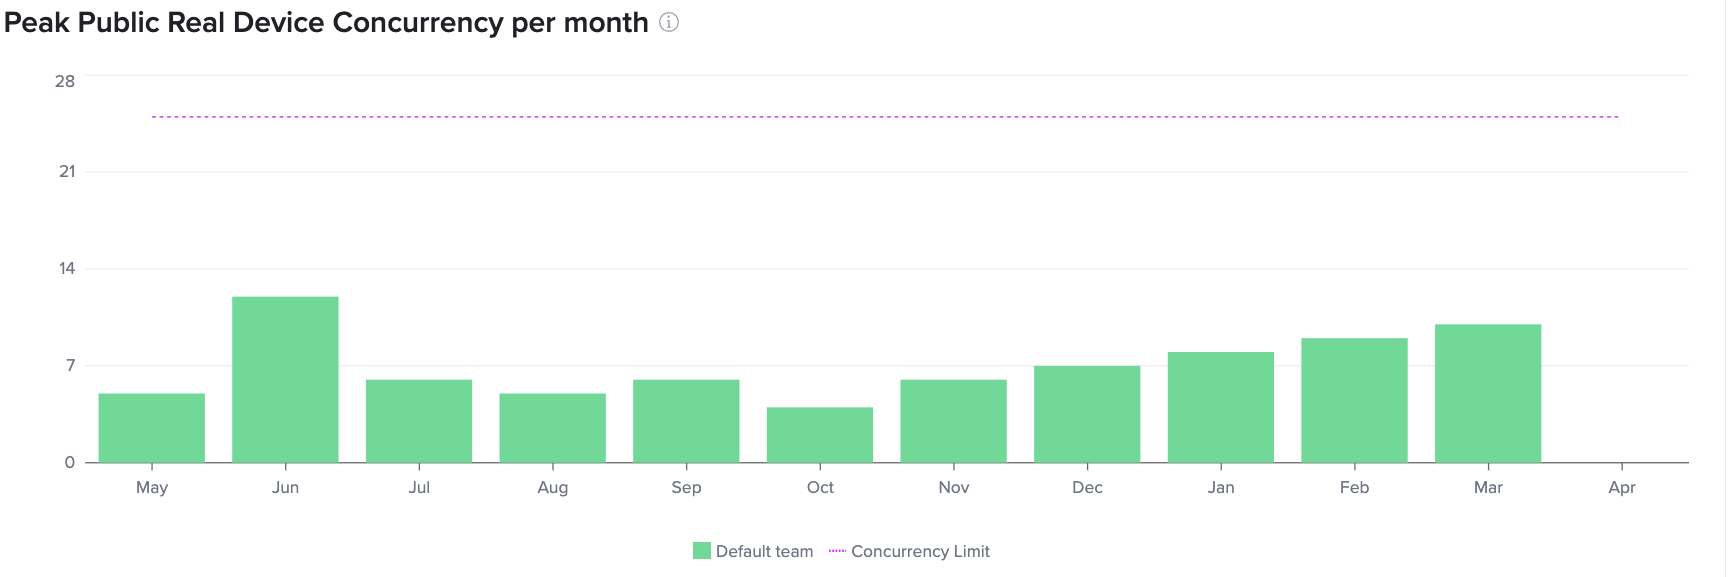 Peak Public Real Device Concurrency per month
28
21
14
7
0
May Jun Jul Aug Sep Oct Nov Dec Jan Feb Mar Apr
Default team Concurrency Limit